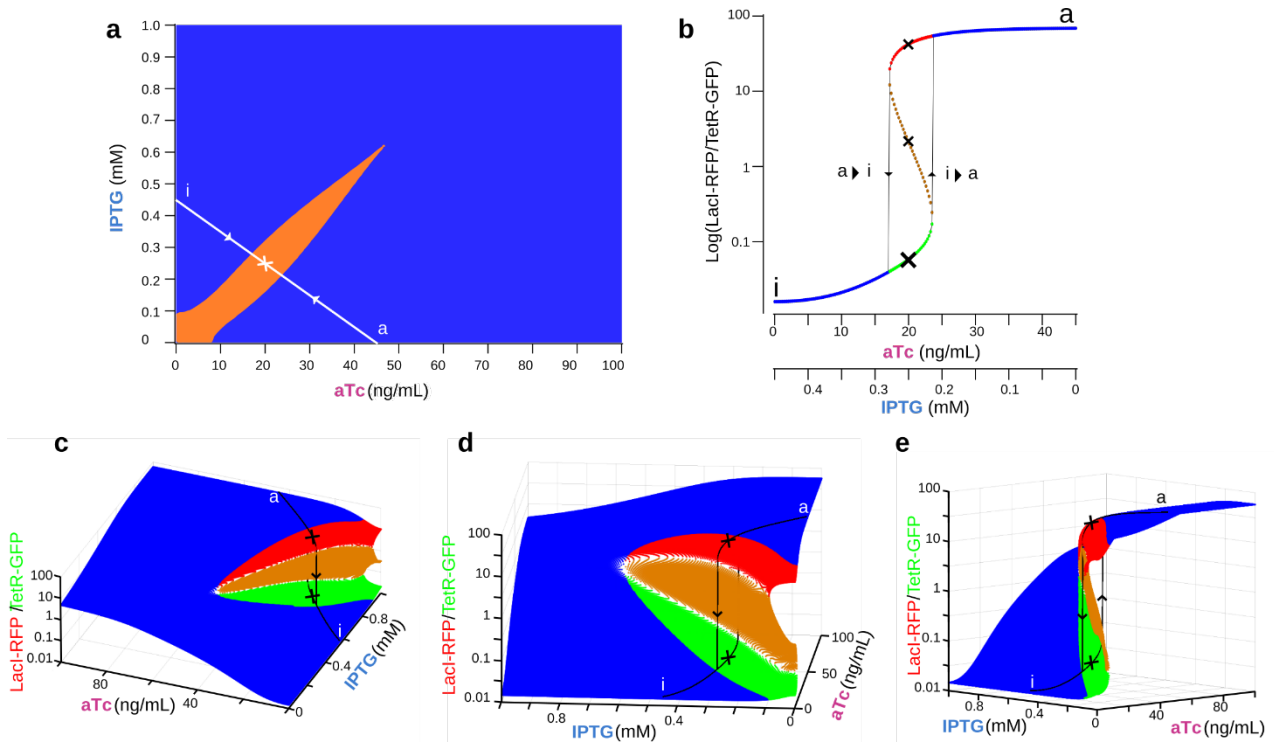 a
1.0
0.9
0.8
0.7
0.6
0.5
0.4
0.3
0.2
0.1
0
IPTG (mM)
i
a
0 10 20 30 40 50 60 70 80 90 100
aTc(ng/mL)
b
100
10
1
0.1
Log(LacI-RFP/TetR-GFP)
a
a i
i a
i
0 10 20 30 40
aTc (ng/mL)
0.4 0.3 0.2 0.1 0
IPTG (mM)
c
LacI-RFP/TetR-GFP
100
10
1
0.1
0.01
a
i
80 40 0
aTc (ng/mL)
0.8
0.4
IPTG(mM)
d
LacI-RFP/TetR-GFP
100
10
1
0.1
0.01
a
i
0.8 0.4 0
IPTG (mM)
100
50
0
aTc(ng/mL)
e
LacI-RFP/TetR-GFP
100
10
1
0.1
0.01
a
i
0.8 0.4 0
IPTG (mM)
40 80
aTc (ng/mL)